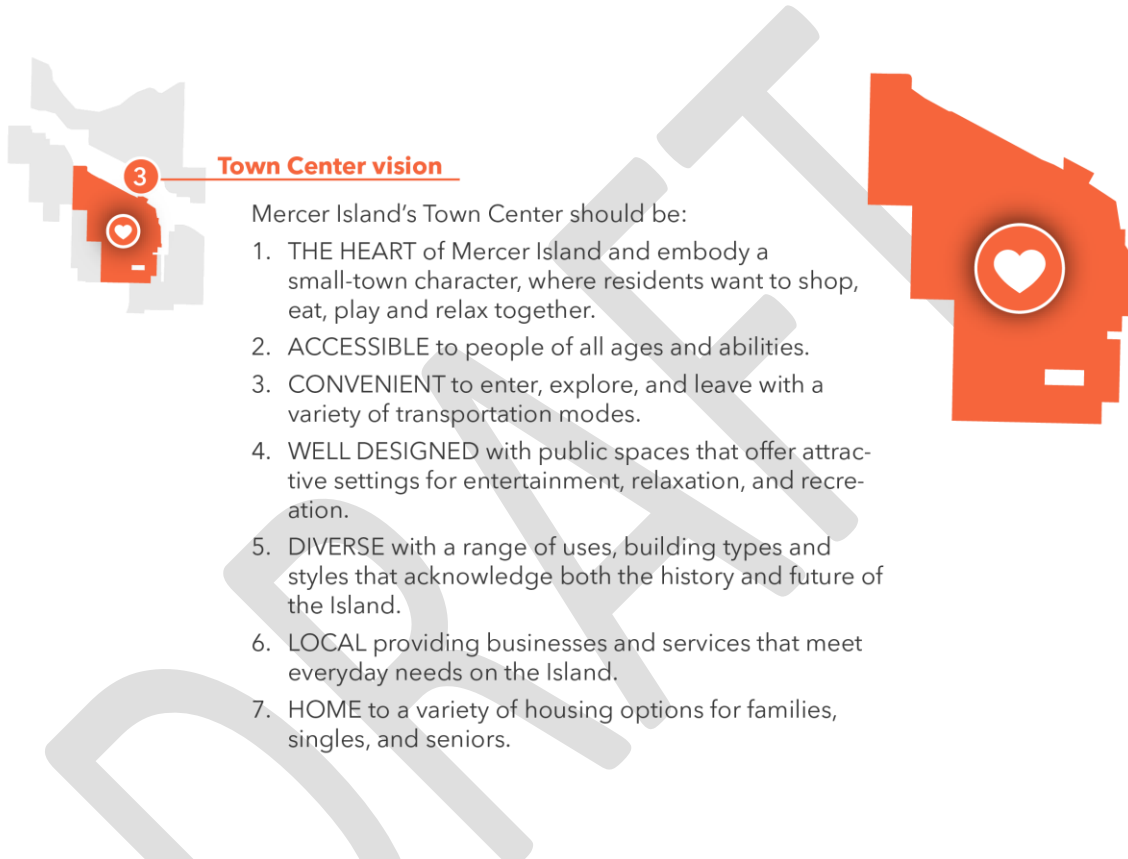 3
Town Center vision
Mercer Island's Town Center should be:
1. THE HEART of Mercer Island and embody a
small-town character, where residents want to shop,
eat, play and relax together.
2. ACCESSIBLE to people of all ages and abilities.
3. CONVENIENT to enter, explore, and leave with a
variety of transportation modes.
4. WELL DESIGNED with public spaces that offer attrac-
tive settings for entertainment, relaxation, and recre-
ation.
5. DIVERSE with a range of uses, building types and
styles that acknowledge both the history and future of
the Island.
6. LOCAL providing businesses and services that meet
everyday needs on the Island.
7. HOME to a variety of housing options for families,
singles, and seniors.
DRAFT